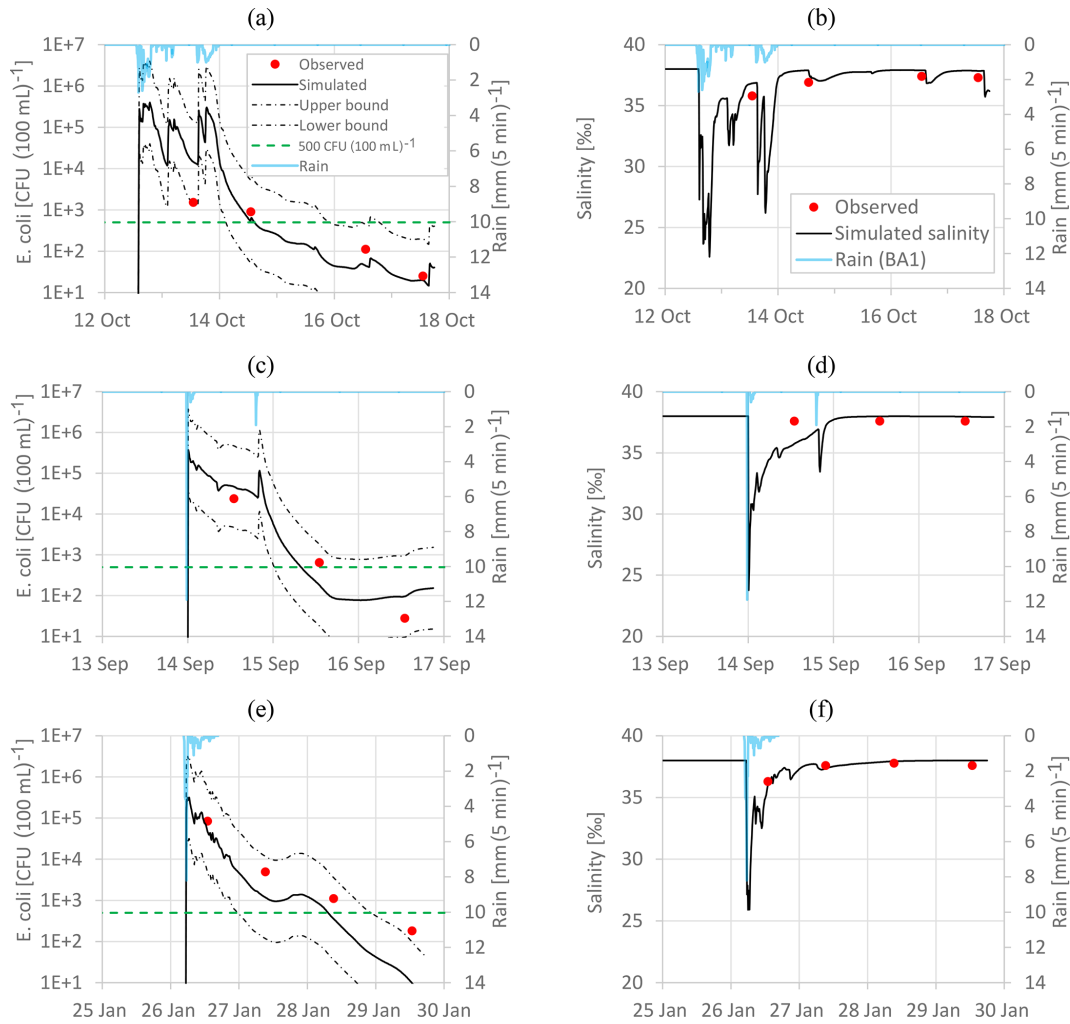 (a)
1E+7
1E+6
1E+5
1E+4
1E+3
1E+2
1E+1
E. coli [CFU (100 mL)-1]
0
2
4
6
8
10
12
14
Rain [mm (5 min)-1]
Observed
Simulated
Upper bound
Lower bound
500 CFU (100 mL)-1
Rain
12 Oct 14 Oct 16 Oct 18 Oct
(b)
40
35
30
25
20
Salinity [‰]
0
2
4
6
8
10
12
14
Rain [mm (5 min)-1]
Observed
Simulated salinity
Rain (BA1)
12 Oct 14 Oct 16 Oct 18 Oct
(c)
1E+7
1E+6
1E+5
1E+4
1E+3
1E+2
1E+1
E. coli [CFU (100 mL)-1]
0
2
4
6
8
10
12
14
Rain [mm (5 min)-1]
13 Sep 14 Sep 15 Sep 16 Sep 17 Sep
(d)
40
35
30
25
20
Salinity [‰]
0
2
4
6
8
10
12
14
Rain [mm (5 min)-1]
13 Sep 14 Sep 15 Sep 16 Sep 17 Sep
(e)
1E+7
1E+6
1E+5
1E+4
1E+3
1E+2
1E+1
E. coli [CFU (100 mL)-1]
0
2
4
6
8
10
12
14
Rain [mm (5 min)-1]
25 Jan 26 Jan 27 Jan 28 Jan 29 Jan 30 Jan
(f)
40
35
30
25
20
Salinity [‰]
0
2
4
6
8
10
12
14
Rain [mm (5 min)-1]
25 Jan 26 Jan 27 Jan 28 Jan 29 Jan 30 Jan